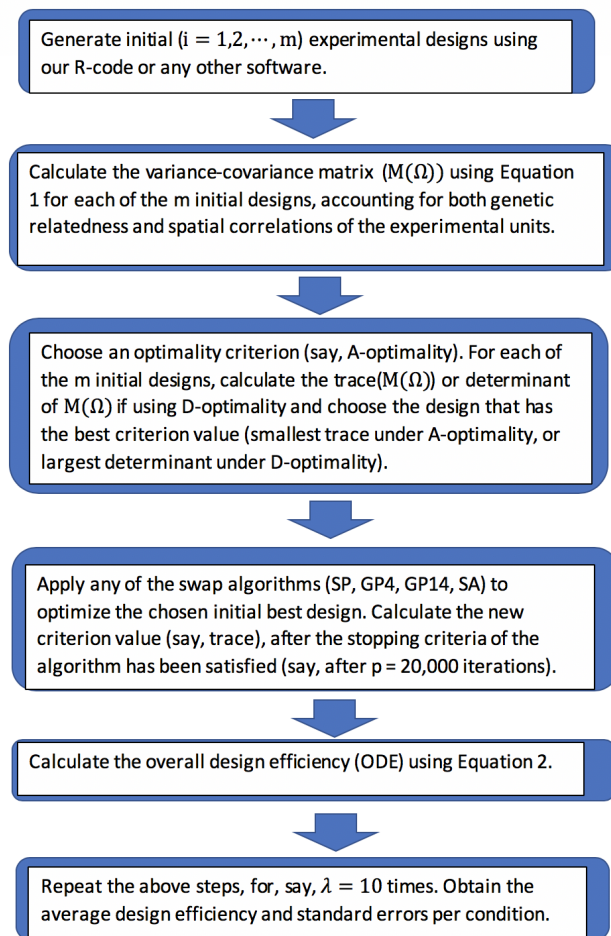 Generate initial (i = 1,2, ⋯ , m) experimental designs using
our R-code or any other software.
Calculate the variance-covariance matrix (M(Ω)) using Equation
1 for each of the m initial designs, accounting for both genetic
relatedness and spatial correlations of the experimental units.
Choose an optimality criterion (say, A-optimality). For each of
the m initial designs, calculate the trace(M(Ω)) or determinant
of M(Ω) if using D-optimality and choose the design that has
the best criterion value (smallest trace under A-optimality, or
largest determinant under D-optimality).
Apply any of the swap algorithms (SP, GP4, GP14, SA) to
optimize the chosen initial best design. Calculate the new
criterion value (say, trace), after the stopping criteria of the
algorithm has been satisfied (say, after p = 20,000 iterations).
Calculate the overall design efficiency (ODE) using Equation 2.
Repeat the above steps, for, say, λ = 10 times. Obtain the
average design efficiency and standard errors per condition.